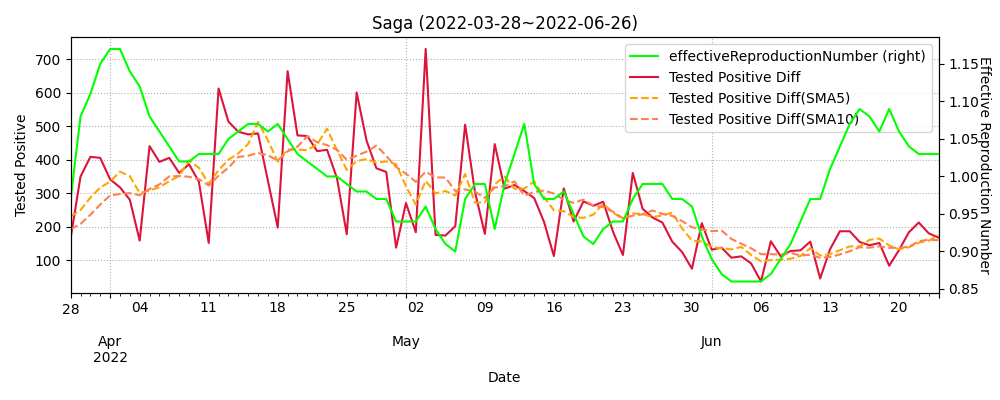 Saga (2022-03-28~2022-06-26)
effectiveReproductionNumber (right)
Tested Positive Diff
Tested Positive Diff(SMA5)
Tested Positive Diff(SMA10)
Tested Positive
700
600
500
400
300
200
100
1.15
1.10
1.05
1.00
0.95
0.90
0.85
Effective Reproduction Number
28 04 11 18 25 02 09 16 23 30 06 13 20
Apr May Jun
2022
Date